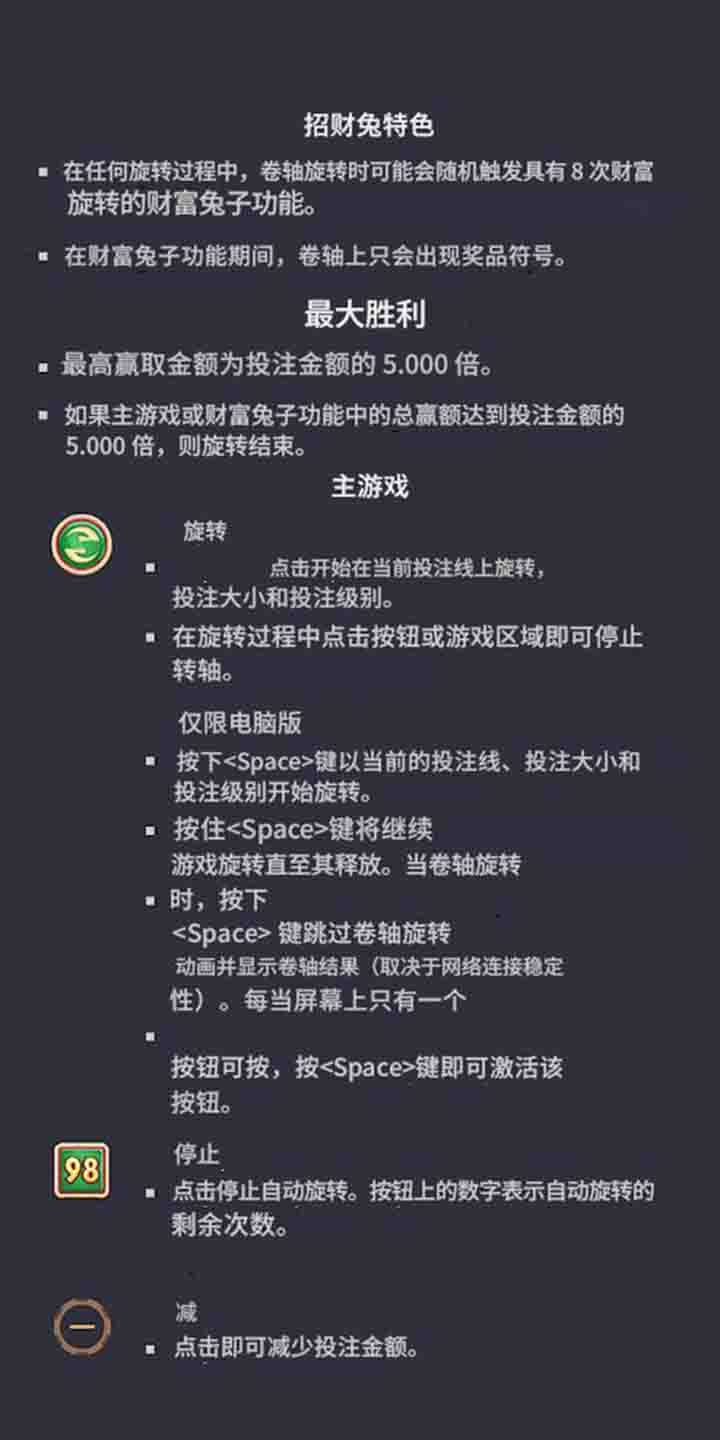 招财兔特色
▪ 在任何旋转过程中，卷轴旋转时可能会随机触发具有 8 次财富
旋转的财富兔子功能。
▪ 在财富兔子功能期间，卷轴上只会出现奖品符号。
最大胜利
▪ 最高赢取金额为投注金额的 5.000 倍。
▪ 如果主游戏或财富兔子功能中的总赢额达到投注金额的
5.000 倍，则旋转结束。
主游戏
旋转
▪ 点击开始在当前投注线上旋转，
投注大小和投注级别。
▪ 在旋转过程中点击按钮或游戏区域即可停止
转轴。
仅限电脑版
▪ 按下<Space>键以当前的投注线、投注大小和
投注级别开始旋转。
▪ 按住<Space>键将继续
游戏旋转直至其释放。当卷轴旋转
▪ 时，按下
<Space> 键跳过卷轴旋转
动画并显示卷轴结果（取决于网络连接稳定
性）。每当屏幕上只有一个
▪
按钮可按，按<Space>键即可激活该
按钮。
98
停止
▪ 点击停止自动旋转。按钮上的数字表示自动旋转的
剩余次数。
减
▪ 点击即可减少投注金额。